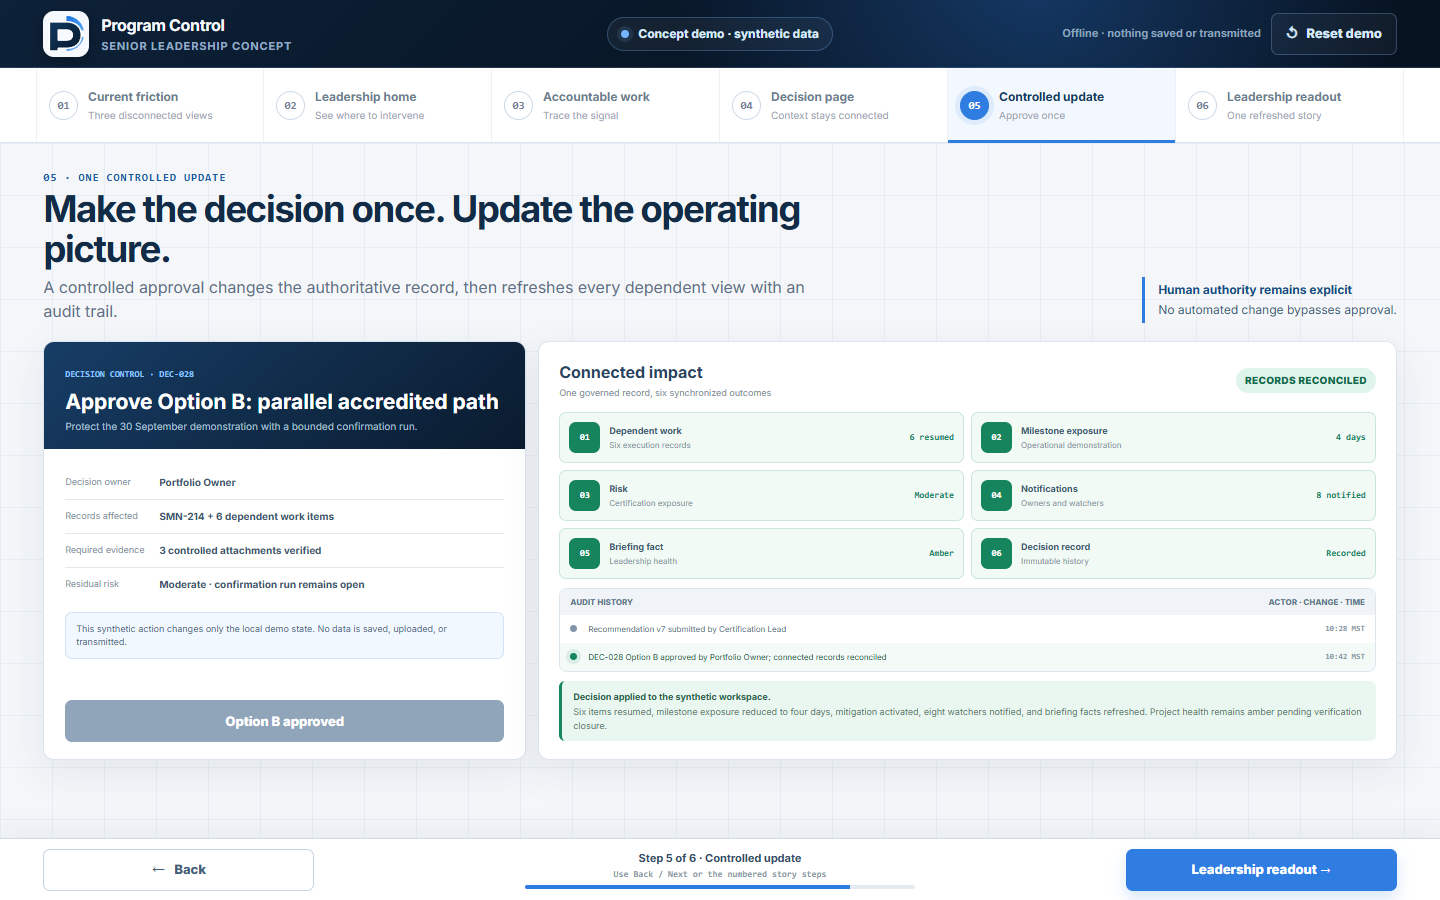 Program Control
SENIOR LEADERSHIP CONCEPT
Concept demo · synthetic data
Offline · nothing saved or transmitted
Reset demo
01
Current friction
Three disconnected views
02
Leadership home
See where to intervene
03
Accountable work
Trace the signal
04
Decision page
Context stays connected
05
Controlled update
Approve once
06
Leadership readout
One refreshed story
05 · ONE CONTROLLED UPDATE
Make the decision once. Update the operating
picture.
A controlled approval changes the authoritative record, then refreshes every dependent view with an
audit trail.
Human authority remains explicit
No automated change bypasses approval.
DECISION CONTROL · DEC-028
Approve Option B: parallel accredited path
Protect the 30 September demonstration with a bounded confirmation run.
Decision owner Portfolio Owner
Records affected SMN-214 + 6 dependent work items
Required evidence 3 controlled attachments verified
Residual risk Moderate · confirmation run remains open
This synthetic action changes only the local demo state. No data is saved, uploaded, or
transmitted.
Option B approved
Connected impact
One governed record, six synchronized outcomes
RECORDS RECONCILED
01
Dependent work
Six execution records
6 resumed
02
Milestone exposure
Operational demonstration
4 days
03
Risk
Certification exposure
Moderate
04
Notifications
Owners and watchers
8 notified
05
Briefing fact
Leadership health
Amber
06
Decision record
Immutable history
Recorded
AUDIT HISTORY ACTOR · CHANGE · TIME
Recommendation v7 submitted by Certification Lead 10:28 MST
DEC-028 Option B approved by Portfolio Owner; connected records reconciled 10:42 MST
Decision applied to the synthetic workspace.
Six items resumed, milestone exposure reduced to four days, mitigation activated, eight watchers notified, and briefing facts refreshed. Project health remains amber pending verification
closure.
← Back
Step 5 of 6 · Controlled update
Use Back / Next or the numbered story steps
Leadership readout →